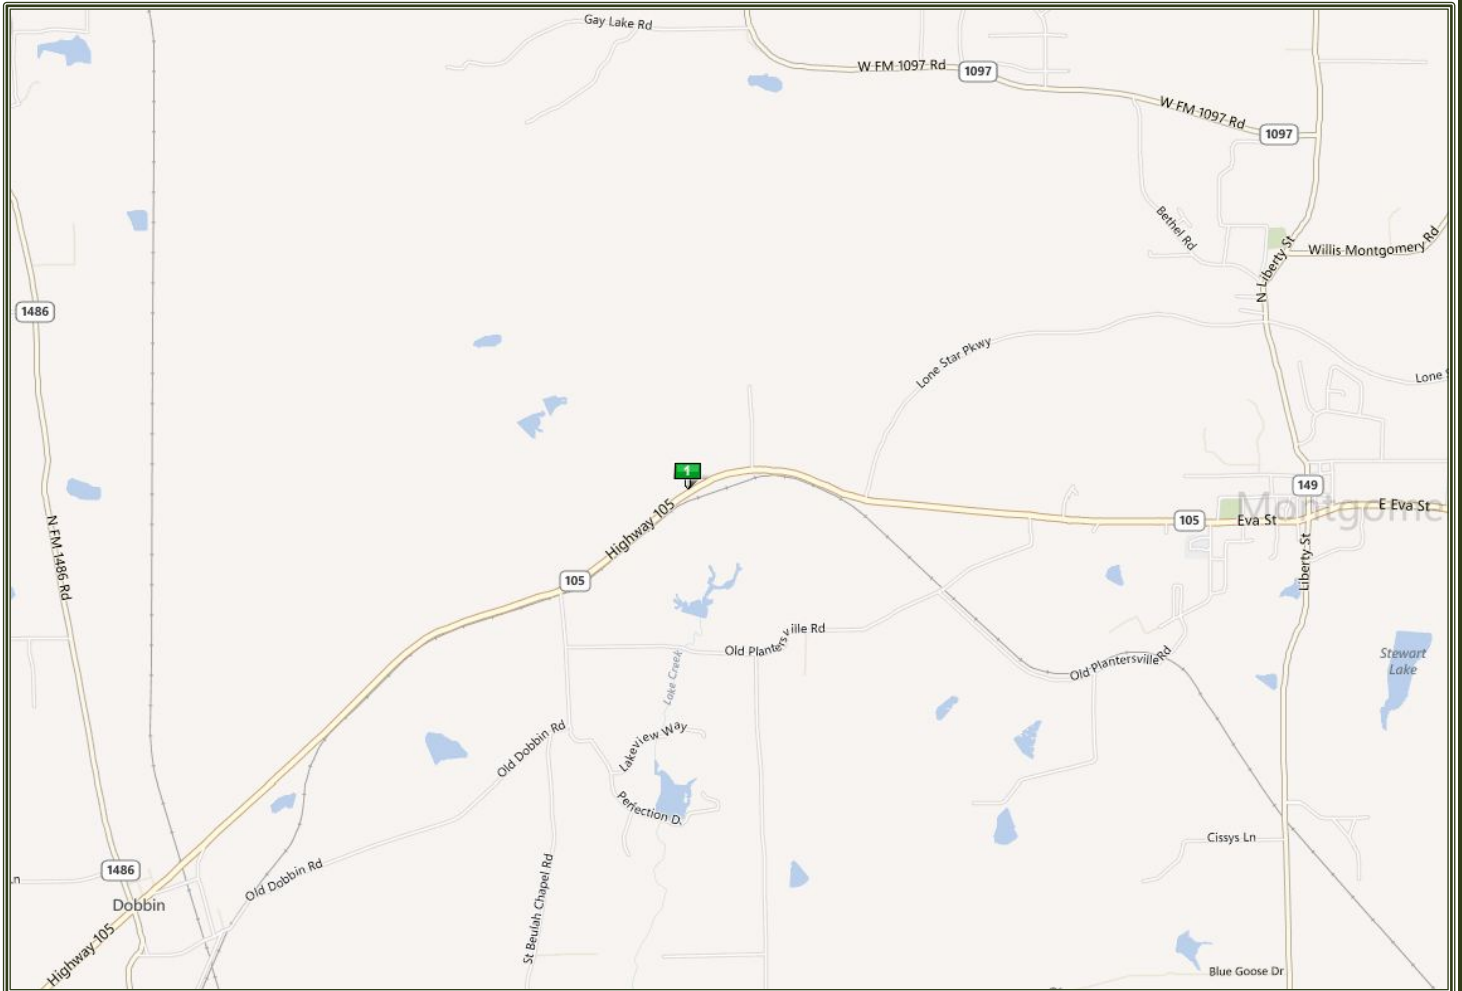 Gay Lake Rd
W FM 1097 Rd
1097
W FM 1097 Rd
1097
Bethel Rd
N Liberty St
Willis Montgomery Rd
1486
Lone Star Pkwy
Lone S
1
149
Montgome
N FM 1486 Rd
Highway 105
105
Eva St
E Eva St
105
Liberty St
Old Plantersville Rd
Old Plantersville Rd
Stewart
Lake
Lake Creek
Old Dobbin Rd
Lakeview Way
Perfection D
Cissys Ln
1486
n
Old Dobbin Rd
Dobbin
St Beulah Chapel Rd
Highway 105
Blue Goose Dr